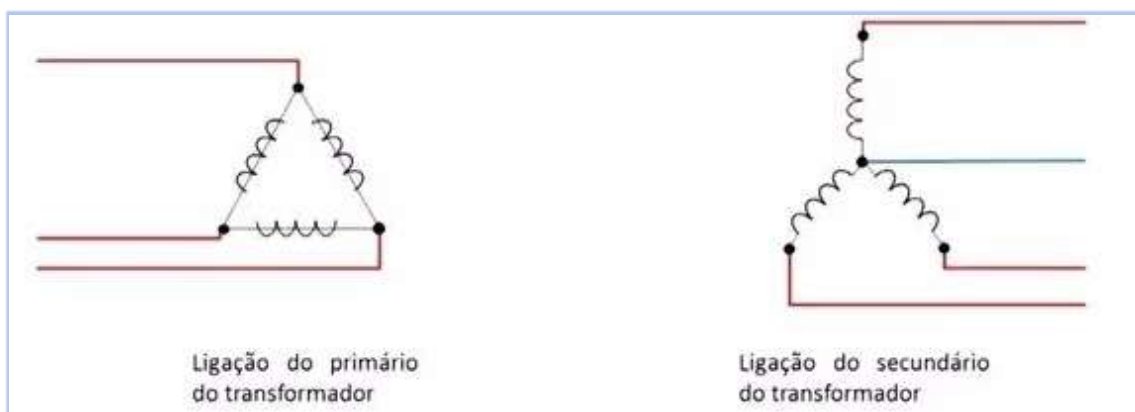 Ligação do primário
do transformador
Ligação do secundário
do transformador